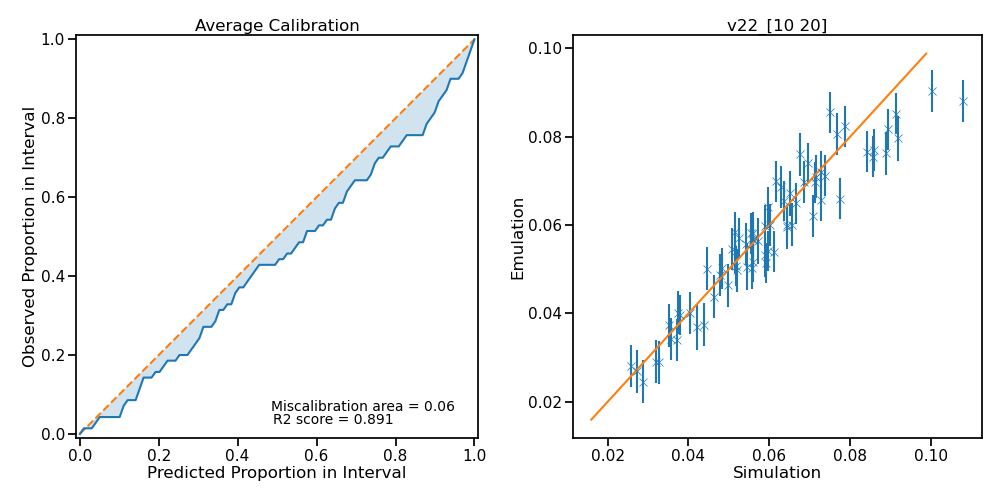 Average Calibration
1.0
0.8
0.6
0.4
0.2
0.0
Observed Proportion in Interval
Miscalibration area = 0.06
R2 score = 0.891
0.0 0.2 0.4 0.6 0.8 1.0
Predicted Proportion in Interval
v22 [10 20]
0.10
0.08
0.06
0.04
0.02
Emulation
0.02 0.04 0.06 0.08 0.10
Simulation